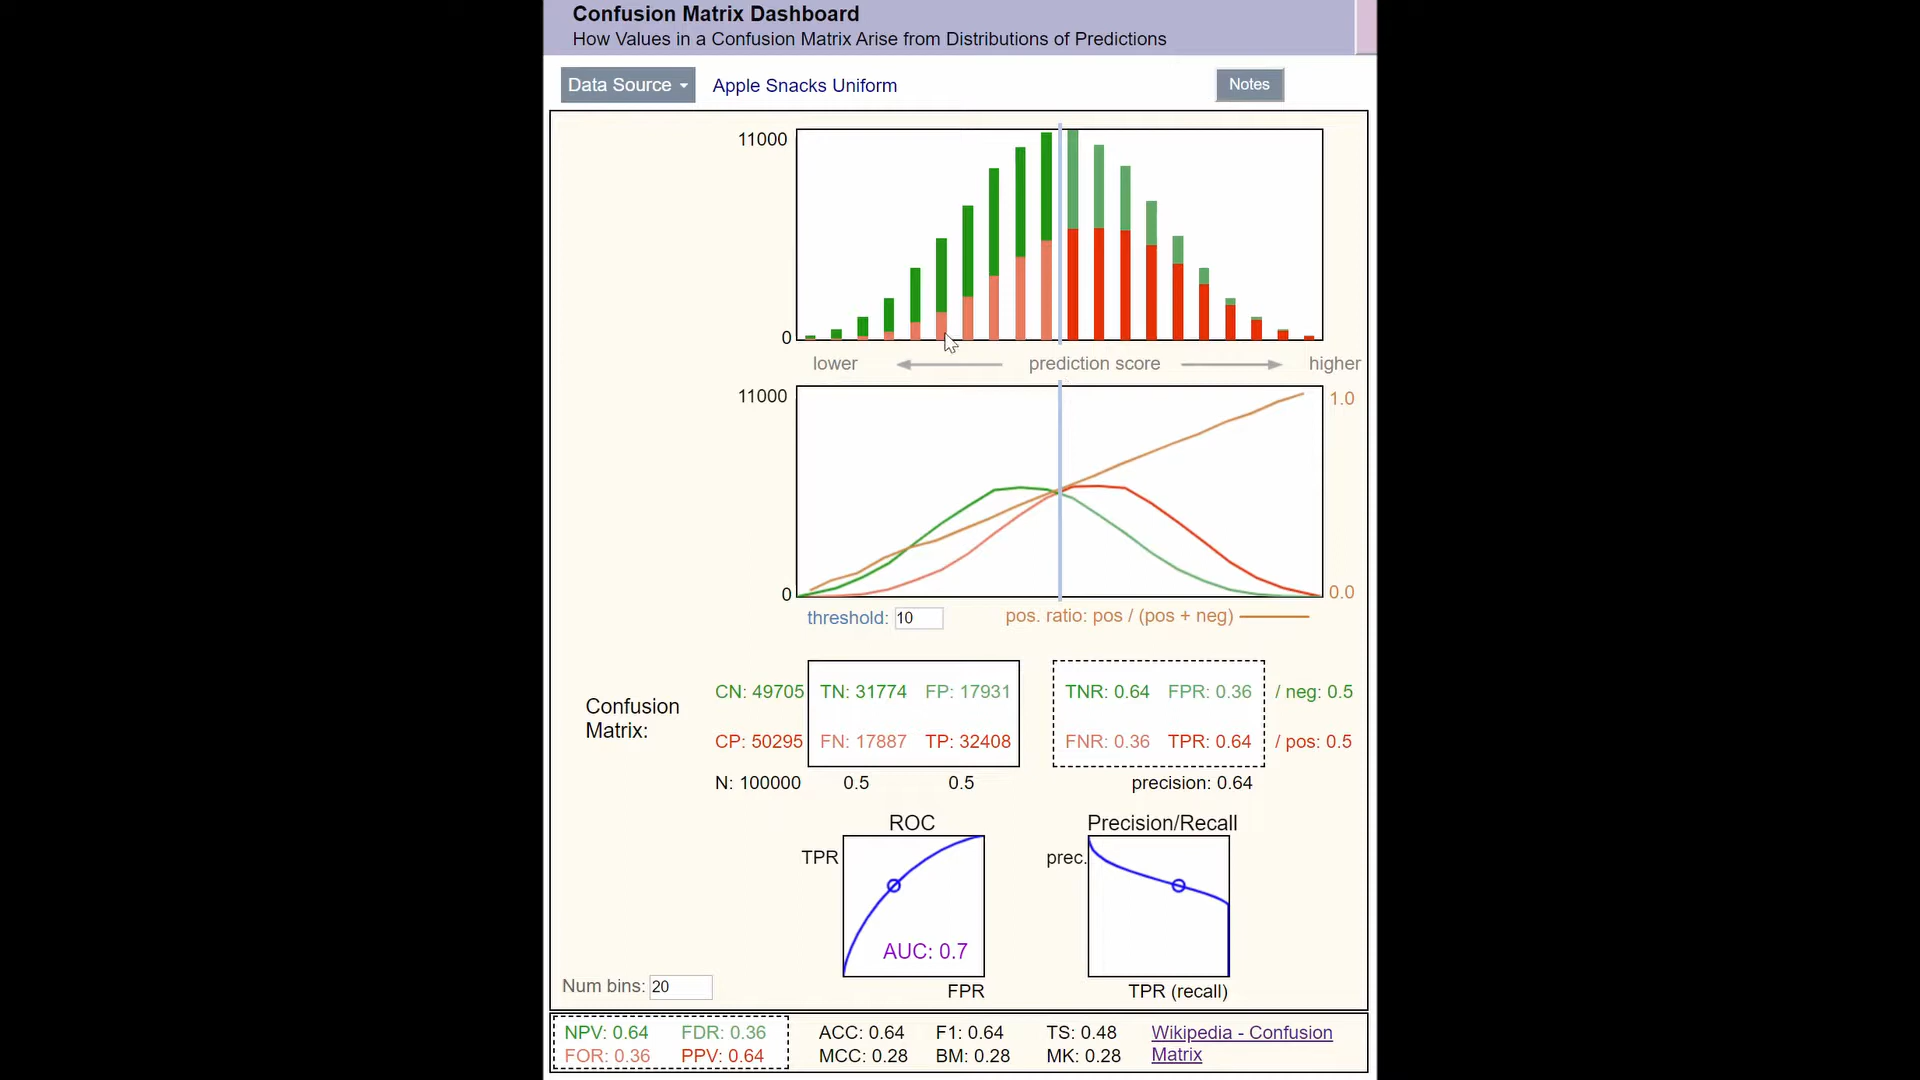 Confusion Matrix Dashboard
How Values in a Confusion Matrix Arise from Distributions of Predictions
Data Source
Apple Snacks Uniform
Notes
11000
0
lower
prediction score
higher
11000
1.0
0
0.0
threshold: 10
pos. ratio: pos / (pos + neg)
Confusion
Matrix:
CN: 49705 TN: 31774 FP: 17931 TNR: 0.64 FPR: 0.36 / neg: 0.5
CP: 50295 FN: 17887 TP: 32408 FNR: 0.36 TPR: 0.64 / pos: 0.5
N: 100000 0.5 0.5 precision: 0.64
ROC
Precision/Recall
TPR
prec.
AUC: 0.7
Num bins: 20
FPR
TPR (recall)
NPV: 0.64 FDR: 0.36 ACC: 0.64 F1: 0.64 TS: 0.48 Wikipedia - Confusion
FOR: 0.36 PPV: 0.64 MCC: 0.28 BM: 0.28 MK: 0.28 Matrix